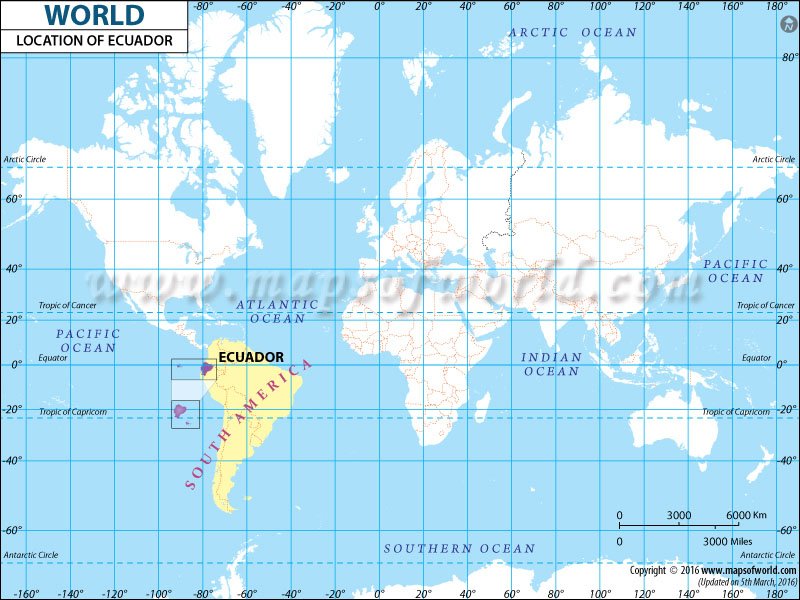 WORLD
LOCATION OF ECUADOR
-80° -60° -40° -20° 0° 20° 40° 60° 80° 100° 120° 140° 160°
ARCTIC OCEAN
80°
Arctic Circle
Arctic Circle
60°
60°
40°
40°
PACIFIC
OCEAN
www.mapsofworld.com
Tropic of Cancer
ATLANTIC
OCEAN
Tropic of Cancer
20°
20°
PACIFIC
OCEAN
Equator
ECUADOR
INDIAN
OCEAN
Equator
0°
0°
SOUTH AMERICA
-20°
-20°
Tropic of Capricorn
Tropic of Capricorn
-40°
-40°
0 3000 6000 Km
0 3000 Miles
-60°
-60°
SOUTHERN OCEAN
Antarctic Circle
Antarctic Circle
Copyright © 2016 www.mapsofworld.com
(Updated on 5th March, 2016)
-160° -140° -120° -100° -80° -60° -40° -20° 0° 20° 40° 60° 80° 100° 120° 140° 160° 180°